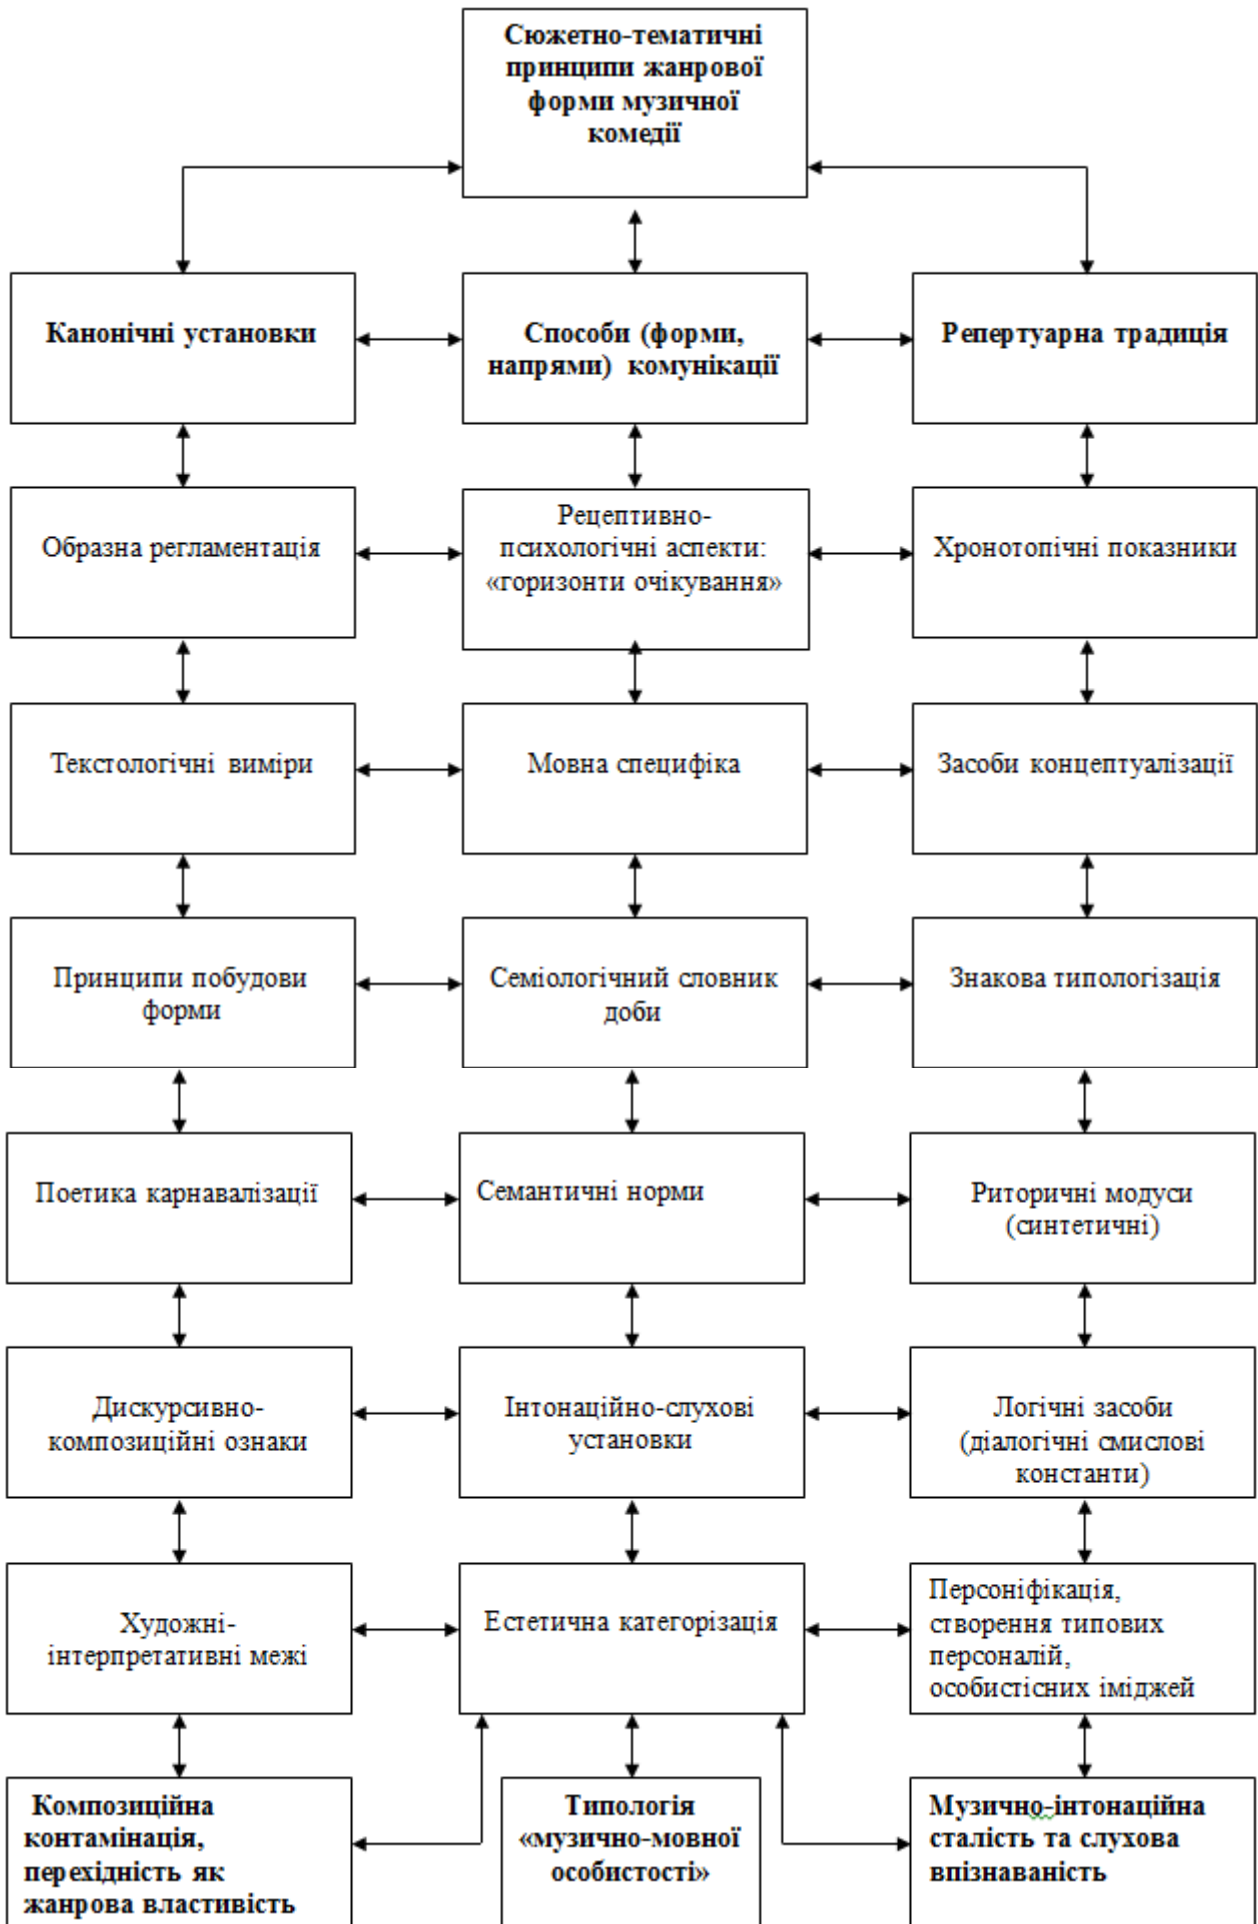 Сюжетно-тематичні
принципи жанрової
форми музичної
комедії
Канонічні установки
Способи (форми,
напрями) комунікації
Репертуарна традиція
Образна регламентація
Рецептивно-
психологічні аспекти:
«горизонти очікування»
Хронотопічні показники
Текстологічні виміри
Мовна специфіка
Засоби концептуалізації
Принципи побудови
форми
Семіологічний словник
доби
Знакова типологізація
Поетика карнавалізації
Семантичні норми
Риторичні модуси
(синтетичні)
Дискурсивно-
композиційні ознаки
Інтонаційно-слухові
установки
Логічні засоби
(діалогічні смислові
константи)
Художні-
інтерпретативні межі
Естетична категорізація
Персоніфікація,
створення типових
персоналій,
особистісних іміджей
Композиційна
контамінація,
перехідність як
жанрова властивість
Типологія
«музично-мовної
особистості»
Музично-інтонаційна
сталість та слухова
впізнаваність